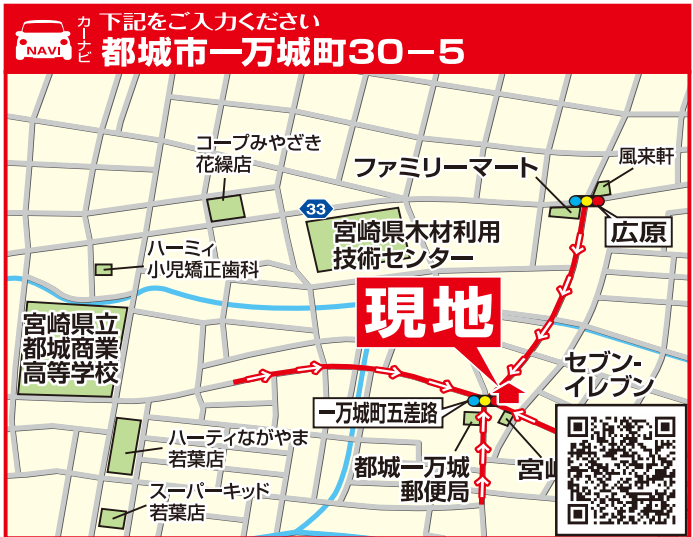 NAVI
カーナビ
下記をご入力ください
都城市一万城町30−5
コープみやざき
花繰店
ファミリーマート
風来軒
33
宮崎県木材利用
技術センター
広原
ハーミィ
小児矯正歯科
現地
宮崎県立
都城商業
高等学校
セブン-
イレブン
一万城町五差路
ハーティながやま
若葉店
都城一万城
郵便局
宮崎
スーパーキッド
若葉店